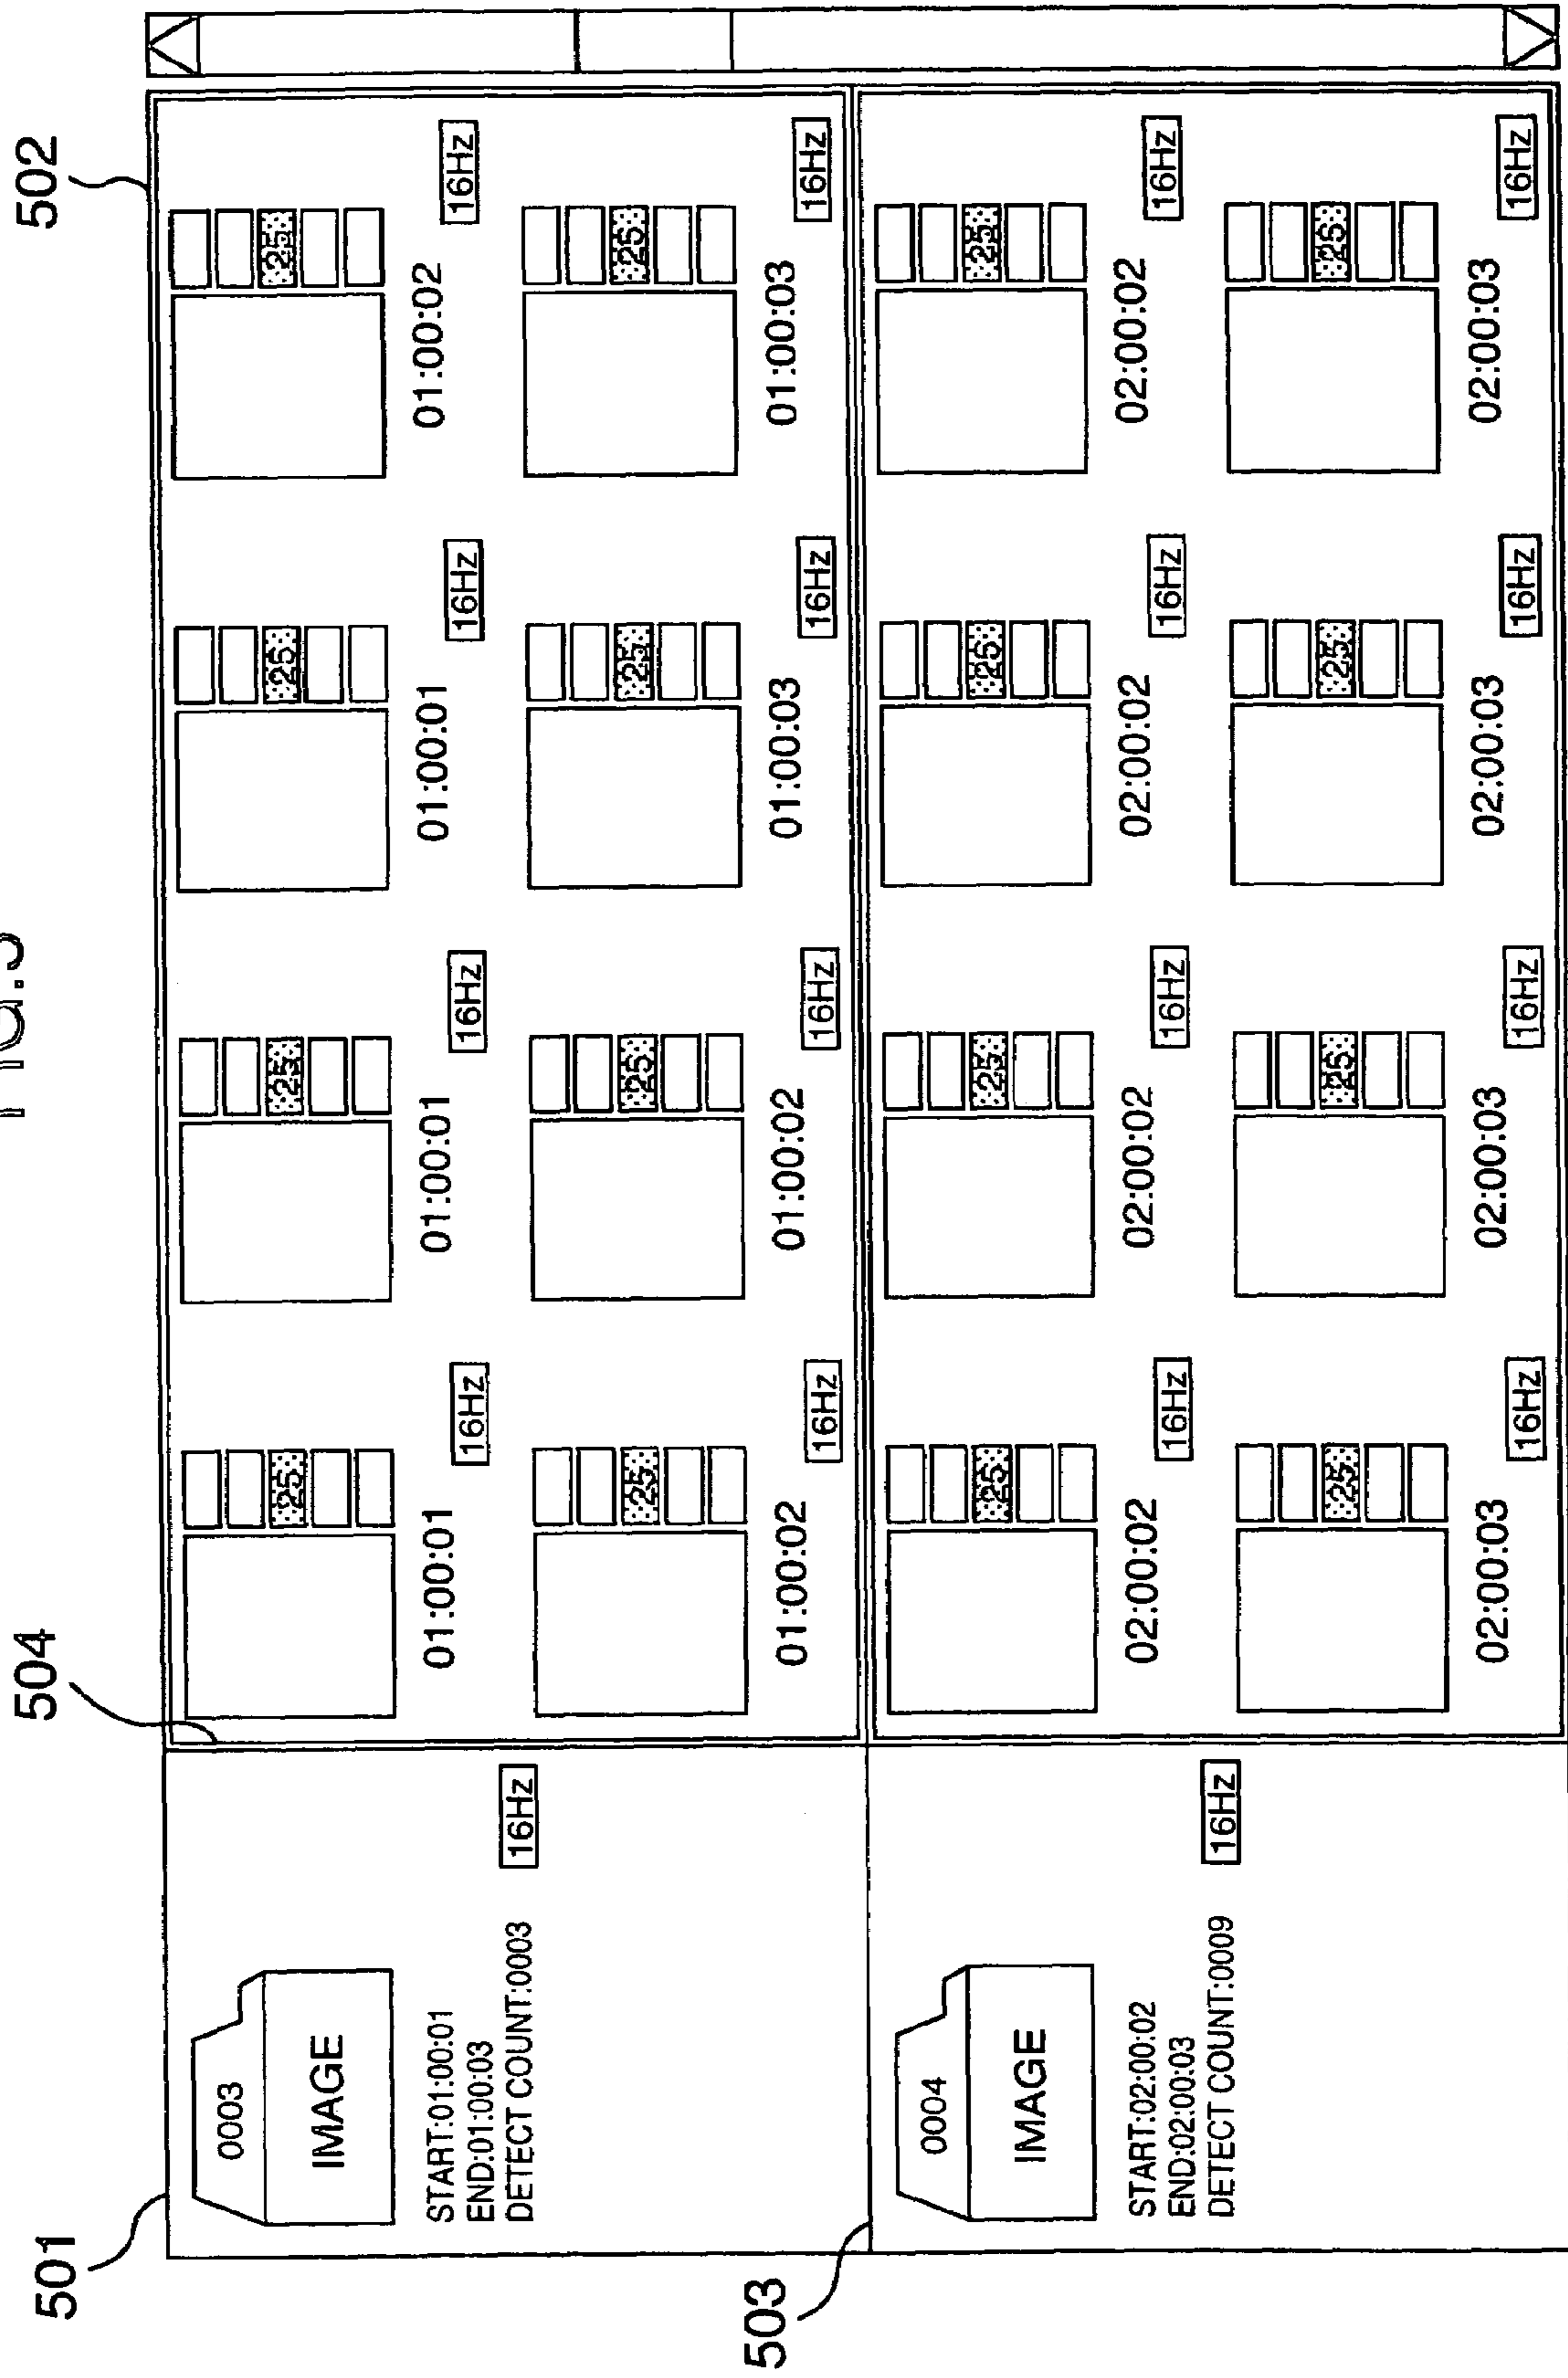 FIG.5
501
504
502
0003
IMAGE
START:01:00:01
END:01:00:03
DETECT COUNT:0003
16Hz
25 25 25 25
01:00:01 16Hz 01:00:01 16Hz 01:00:01 16Hz 01:00:02 16Hz
25 25 25 25
01:00:02 16Hz 01:00:02 16Hz 01:00:03 16Hz 01:00:03 16Hz
503
0004
IMAGE
START:02:00:02
END:02:00:03
DETECT COUNT:0009
16Hz
25 25 25 25
02:00:02 16Hz 02:00:02 16Hz 02:00:02 16Hz 02:00:02 16Hz
25 25 25 25
02:00:03 16Hz 02:00:03 16Hz 02:00:03 16Hz 02:00:03 16Hz